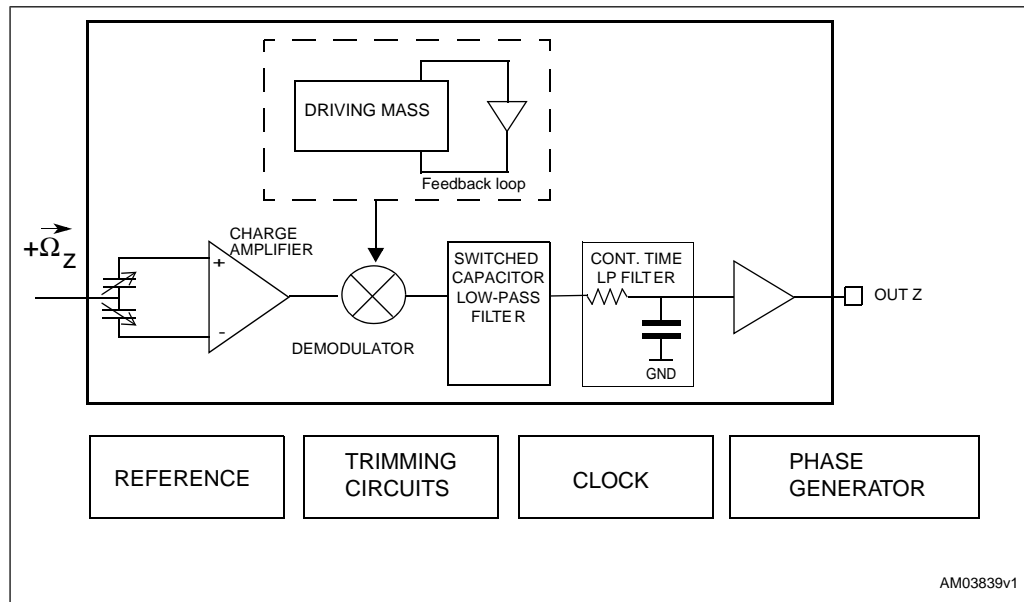 DRIVING MASS
Feedback loop
+Ω⃗Z
CHARGE
AMPLIFIER
+
-
DEMODULATOR
SWITCHED
CAPACITOR
LOW-PASS
FILTER
CONT. TIME
LP FILTER
GND
OUT Z
REFERENCE
TRIMMING
CIRCUITS
CLOCK
PHASE
GENERATOR
AM03839v1